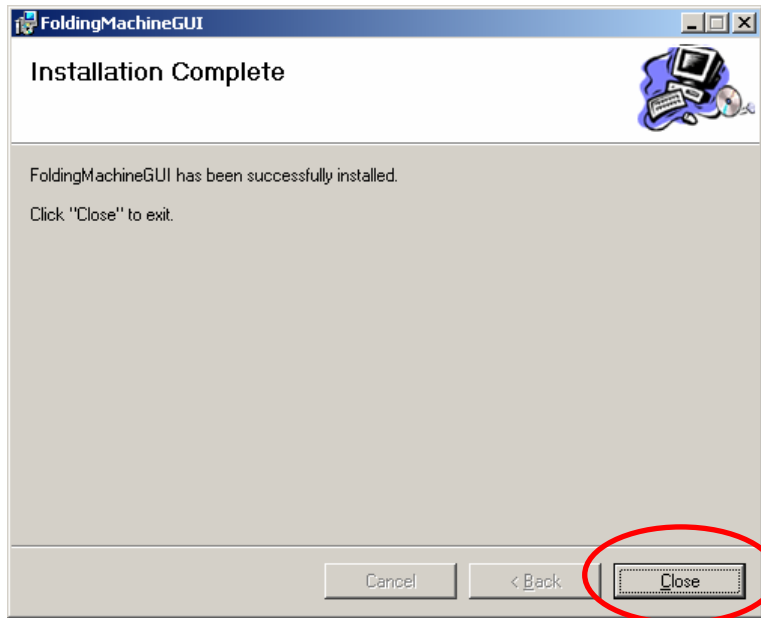 FoldingMachineGUI
Installation Complete
FoldingMachineGUI has been successfully installed.
Click "Close" to exit.
Cancel
< Back
Close